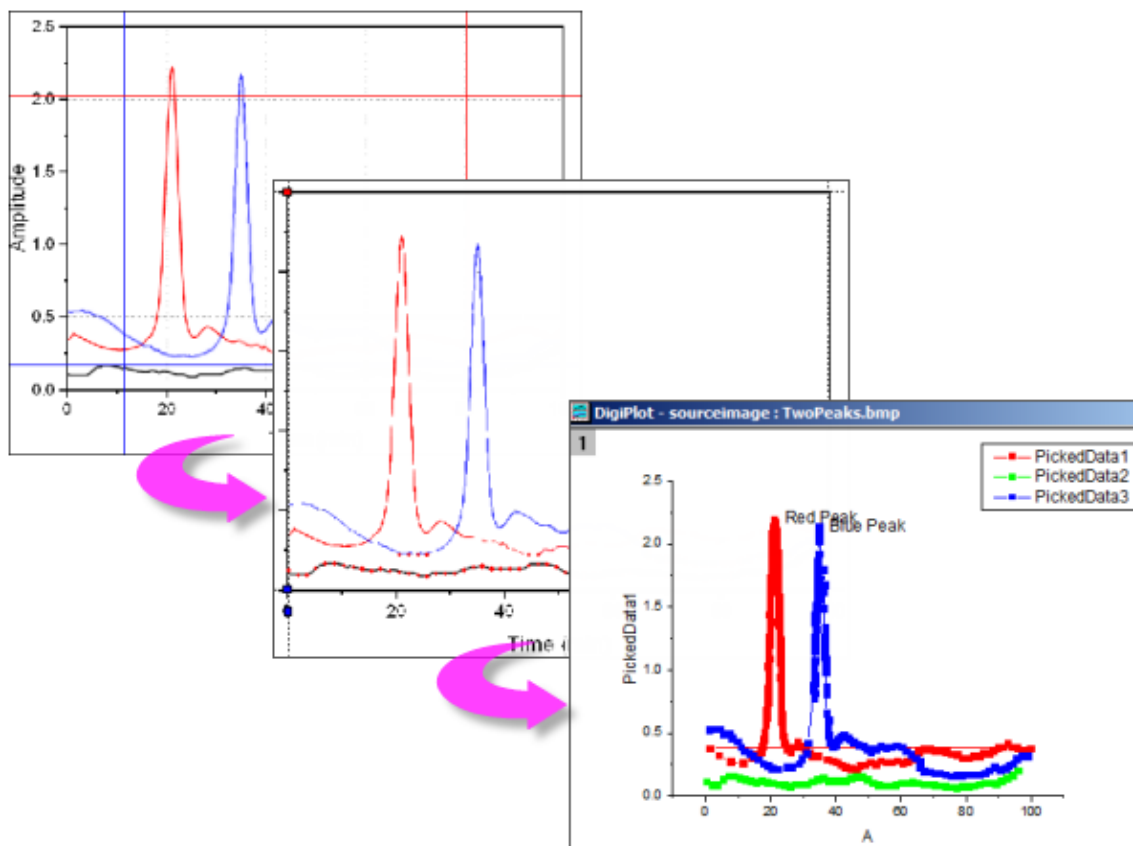 2.5
2.0
Amplitude
1.5
1.0
0.5
0.0
0 20 40
20 40
Time (
DigiPlot - sourceimage : TwoPeaks.bmp
1
PickedData1
PickedData2
PickedData3
2.5
Red Peak
Blue Peak
2.0
1.5
PickedData1
1.0
0.5
0.0
0 20 40 60 80 100
A